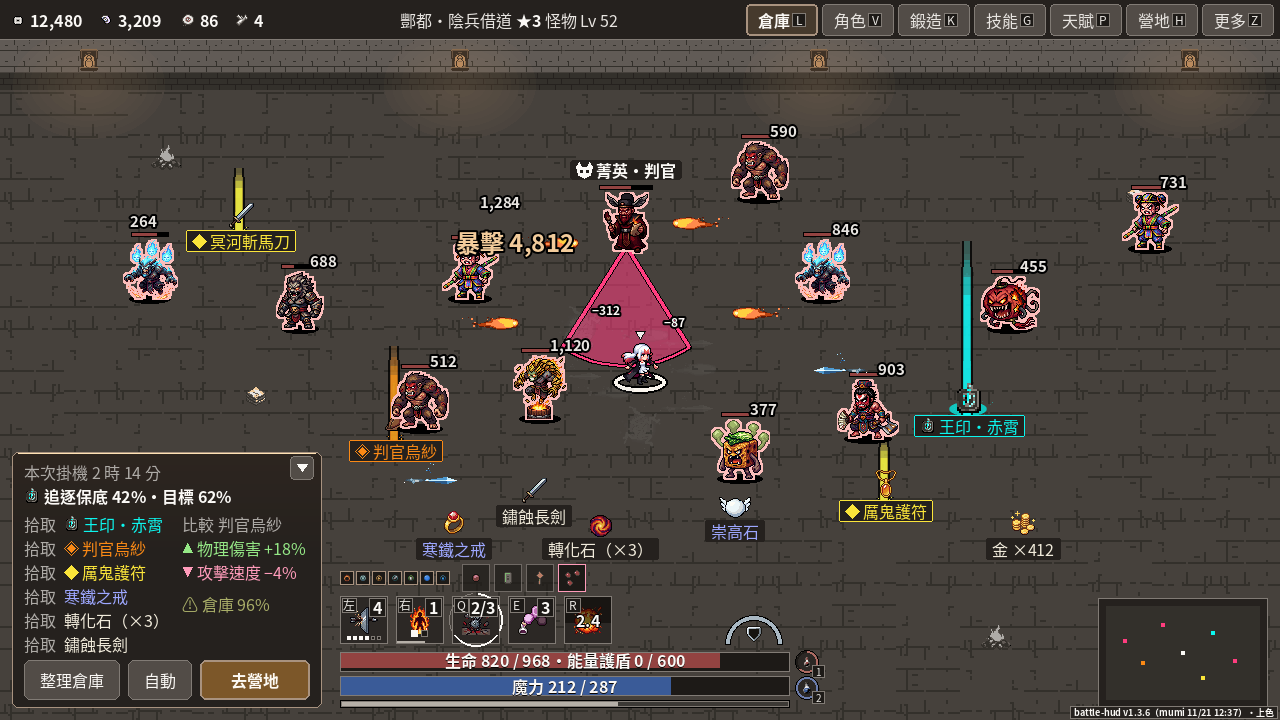 12,480 3,209 86 4
酆都・陰兵借道 ★3 怪物 Lv 52
倉庫 L 角色 V 鍛造 K 技能 G 天賦 P 營地 H 更多 Z
590
菁英・判官
731
1,284
264
846
冥河斬馬刀
暴擊 4,812
688
455
−312
−87
1,120
512
903
377
王印・赤霄
判官烏紗
厲鬼護符
鏽蝕長劍
崇高石
寒鐵之戒
轉化石（×3）
金 ×412
本次掛機 2 時 14 分
追逐保底 42%・目標 62%
拾取 王印・赤霄
拾取 判官烏紗
拾取 厲鬼護符
拾取 寒鐵之戒
拾取 轉化石（×3）
拾取 鏽蝕長劍
比較 判官烏紗
▲物理傷害 +18%
▼攻擊速度 −4%
倉庫 96%
整理倉庫 自動 去營地
左 4 右 1 Q 2/3 E 3 R 2.4
生命 820 / 968・能量護盾 0 / 600
1
魔力 212 / 287
2
battle-hud v1.3.6（mumi 11/21 12:37）・上色